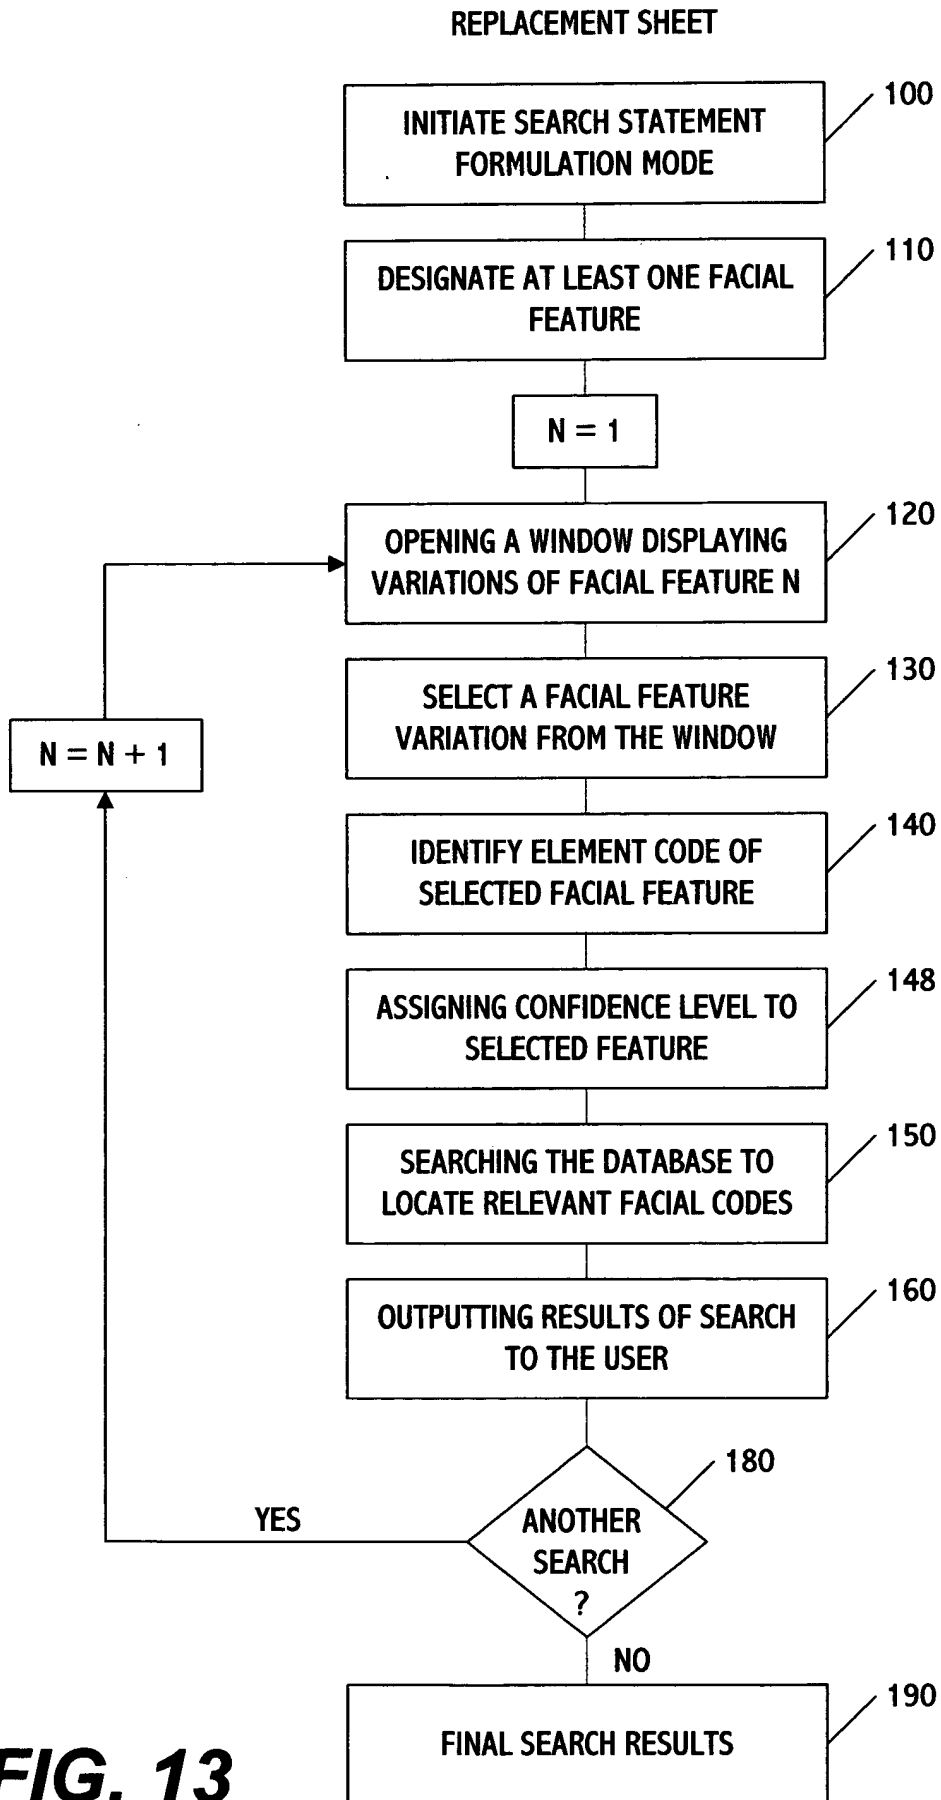 REPLACEMENT SHEET
100
INITIATE SEARCH STATEMENT
FORMULATION MODE
110
DESIGNATE AT LEAST ONE FACIAL
FEATURE
N = 1
120
OPENING A WINDOW DISPLAYING
VARIATIONS OF FACIAL FEATURE N
130
SELECT A FACIAL FEATURE
VARIATION FROM THE WINDOW
N = N + 1
140
IDENTIFY ELEMENT CODE OF
SELECTED FACIAL FEATURE
148
ASSIGNING CONFIDENCE LEVEL TO
SELECTED FEATURE
150
SEARCHING THE DATABASE TO
LOCATE RELEVANT FACIAL CODES
160
OUTPUTTING RESULTS OF SEARCH
TO THE USER
180
YES
ANOTHER
SEARCH
?
NO
190
FINAL SEARCH RESULTS
FIG. 13